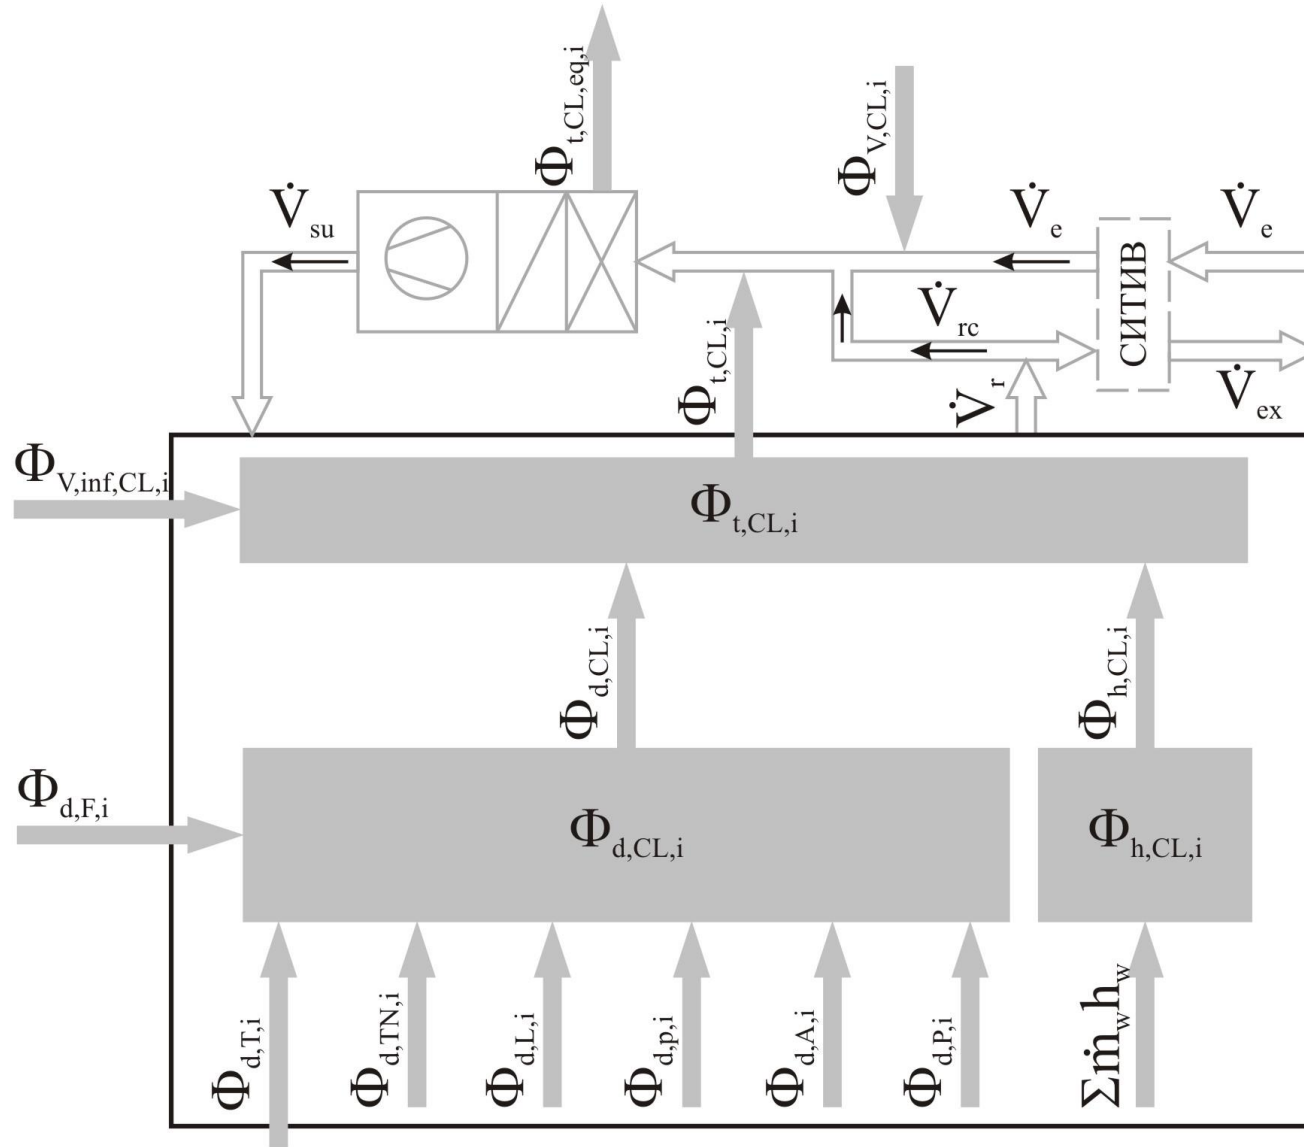 Φt,CL,eq,i
ΦV,CL,i
V̇su
V̇e
V̇e
СИТИВ
V̇rc
Φt,CL,i
V̇r
V̇ex
ΦV,inf,CL,i
Φt,CL,i
Φd,CL,i
Φh,CL,i
Φd,F,i
Φd,CL,i
Φh,CL,i
Φd,T,i
Φd,TN,i
Φd,L,i
Φd,p,i
Φd,A,i
Φd,P,i
Σṁwhw